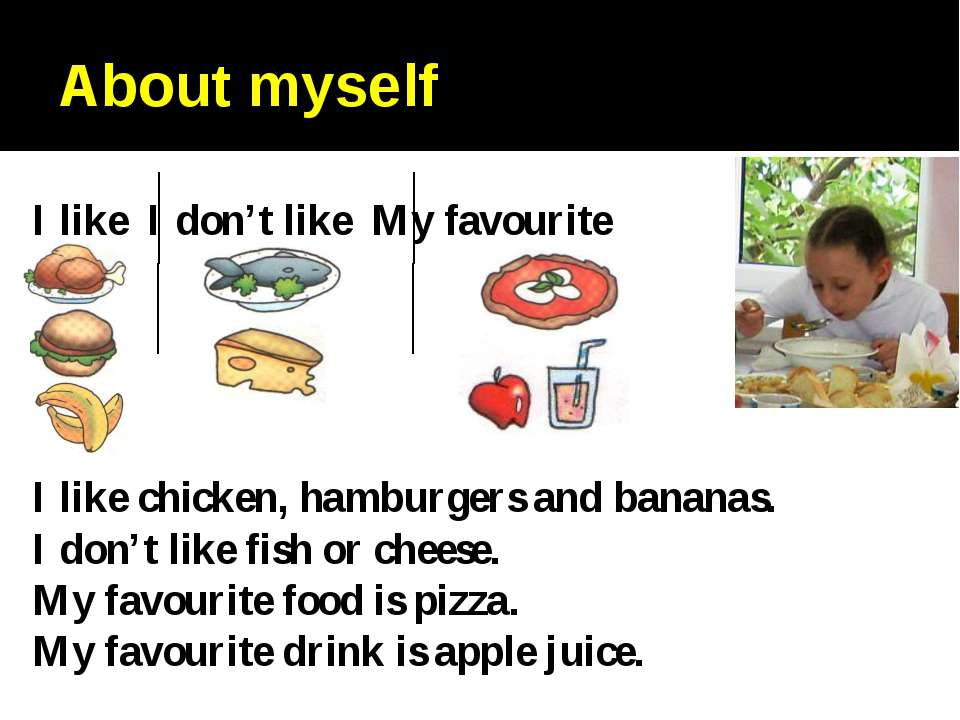 About myself
I like I don’t like My favourite
I like chicken, hamburgers and bananas.
I don’t like fish or cheese.
My favourite food is pizza.
My favourite drink is apple juice.